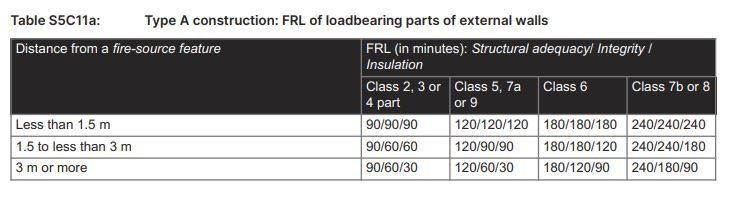 Table S5C11a: Type A construction: FRL of loadbearing parts of external walls
Distance from a fire-source feature FRL (in minutes): Structural adequacy/ Integrity /
Insulation
Class 2, 3 or Class 5, 7a Class 6 Class 7b or 8
4 part or 9
Less than 1.5 m 90/90/90 120/120/120 180/180/180 240/240/240
1.5 to less than 3 m 90/60/60 120/90/90 180/180/120 240/240/180
3 m or more 90/60/30 120/60/30 180/120/90 240/180/90